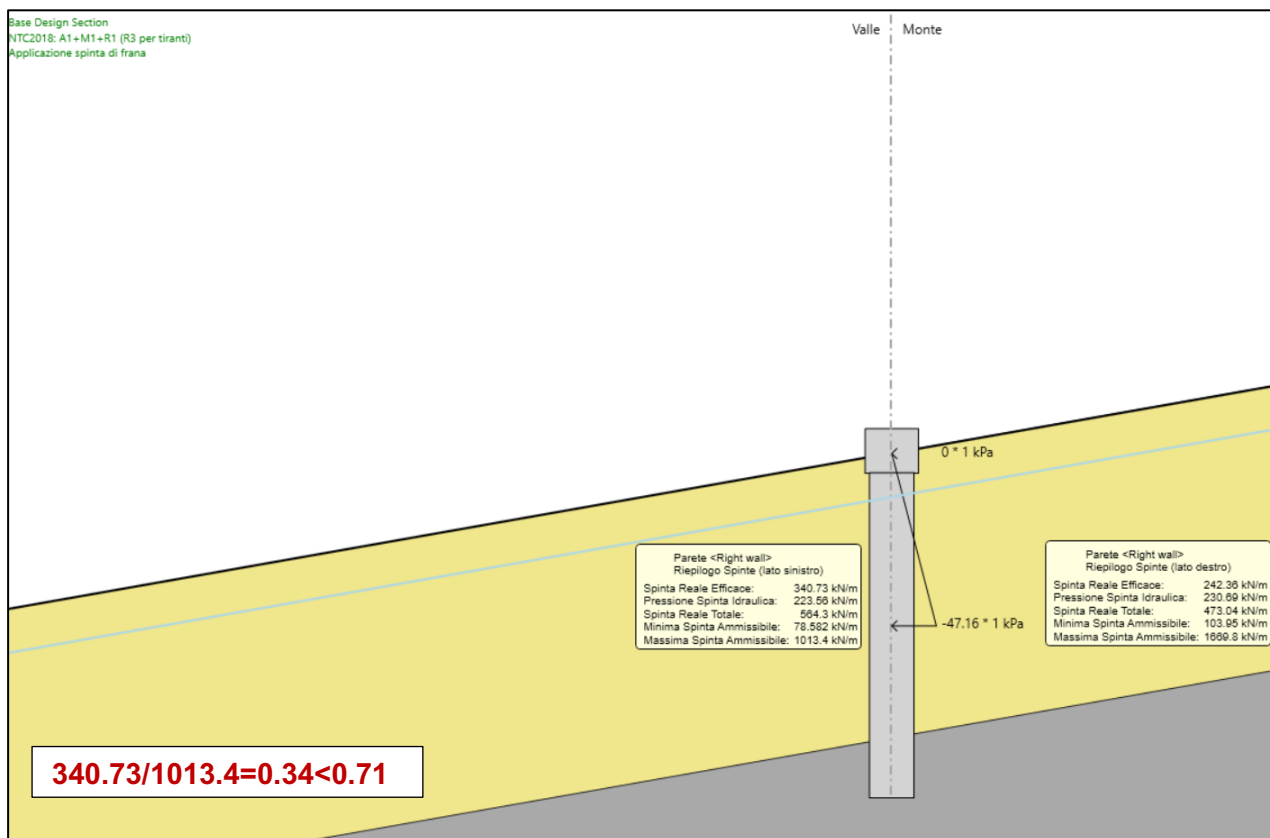 Base Design Section
NTC2018: A1+M1+R1 (R3 per tiranti)
Applicazione spinta di frana
Valle
Monte
0 * 1 kPa
-47.16 * 1 kPa
Parete <Right wall>
Riepilogo Spinte (lato sinistro)
Spinta Reale Efficace: 340.73 kN/m
Pressione Spinta Idraulica: 223.56 kN/m
Spinta Reale Totale: 564.3 kN/m
Minima Spinta Ammissibile: 78.582 kN/m
Massima Spinta Ammissibile: 1013.4 kN/m
Parete <Right wall>
Riepilogo Spinte (lato destro)
Spinta Reale Efficace: 242.36 kN/m
Pressione Spinta Idraulica: 230.69 kN/m
Spinta Reale Totale: 473.04 kN/m
Minima Spinta Ammissibile: 103.95 kN/m
Massima Spinta Ammissibile: 1669.8 kN/m
340.73/1013.4=0.34<0.71